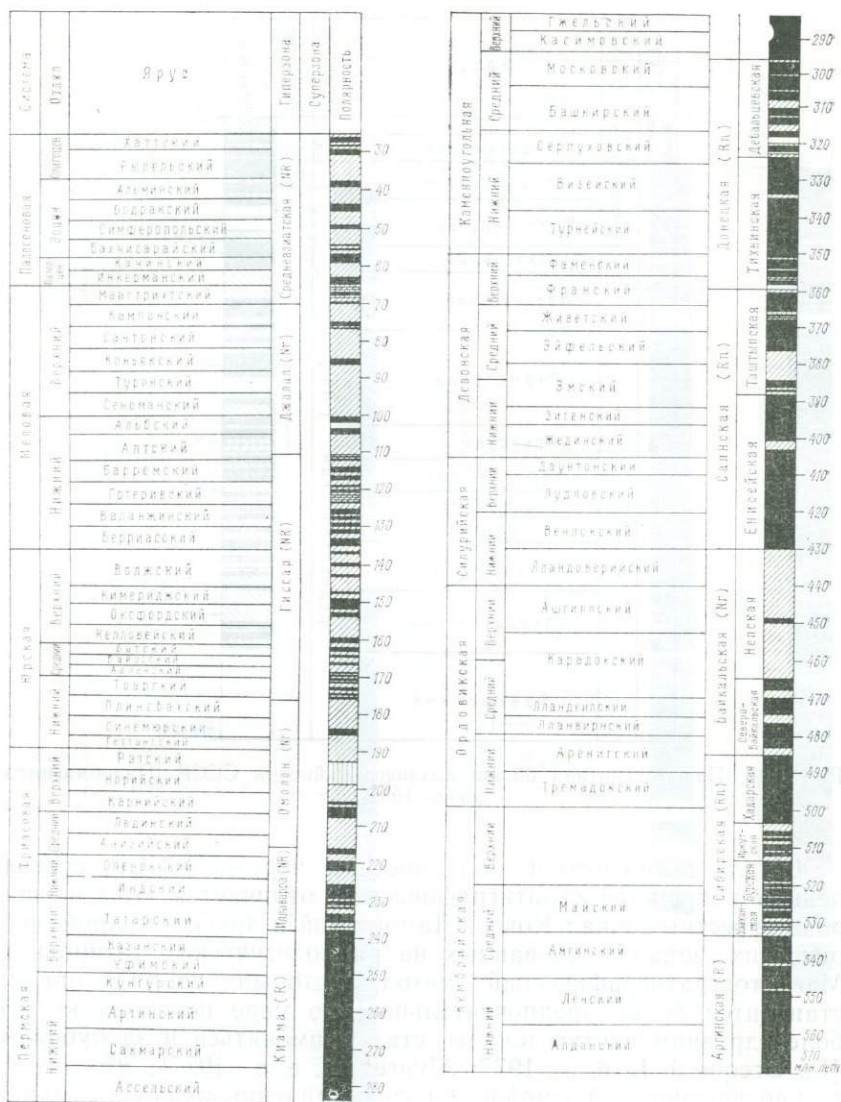 Система
Отдел
Ярус
Гиперзона
Суперзона
Полярность
Палеогеновая
Олигоцен
Хаттский
Рюпельский
Эоцен
Альминский
Бодракский
Симферопольский
Бахчисарайский
Качинский
Инкерманский
Меловая
Верхний
Маастрихтский
Кампанский
Сантонский
Коньякский
Туронский
Сеноманский
Нижний
Альбский
Аптский
Барремский
Готеривский
Валанжинский
Берриасский
Юрская
Верхний
Волжский
Кимериджский
Оксфордский
Келловейский
Средний
Батский
Байосский
Ааленский
Нижний
Тоарский
Плинсбахский
Синемюрский
Геттангский
Триасовая
Верхний
Рэтский
Норийский
Карнийский
Средний
Ладинский
Анизийский
Нижний
Оленекский
Индский
Пермская
Верхний
Татарский
Казанский
Уфимский
Нижний
Кунгурский
Артинский
Сакмарский
Ассельский
Среднеазиатская (NR)
Джалал (Nr)
Гиссар (NR)
Омолон (Nr)
Иллаварра (NR)
Киама (R)
30
40
50
60
70
80
90
100
110
120
130
140
150
160
170
180
190
200
210
220
230
240
250
260
270
280
Каменноугольная
Верхний
Гжельский
Касимовский
Средний
Московский
Башкирский
Нижний
Серпуховский
Визейский
Турнейский
Девонская
Верхний
Фаменский
Франский
Средний
Живетский
Эйфельский
Нижний
Эмский
Зигенский
Жединский
Силурийская
Верхний
Даунтонский
Лудловский
Нижний
Венлокский
Лландоверийский
Ордовикская
Верхний
Ашгиллский
Карадокский
Средний
Лландейлский
Лланвирнский
Нижний
Аренигский
Тремадокский
Кембрийская
Верхний
Средний
Майский
Амгинский
Нижний
Ленский
Алданский
Донецкая (Rn)
Саянская (Rn)
Байкальская (Nr)
Сибирская (Rn)
Аргинская (R)
Дебальцевская
Тихвинская
Таштыпская
Енисейская
Непская
Северо-
Байкальская
Хадарская
Иркутс-
кая
290
300
310
320
330
340
350
360
370
380
390
400
410
420
430
440
450
460
470
480
490
500
510
520
530
540
550
560
570
млн лет